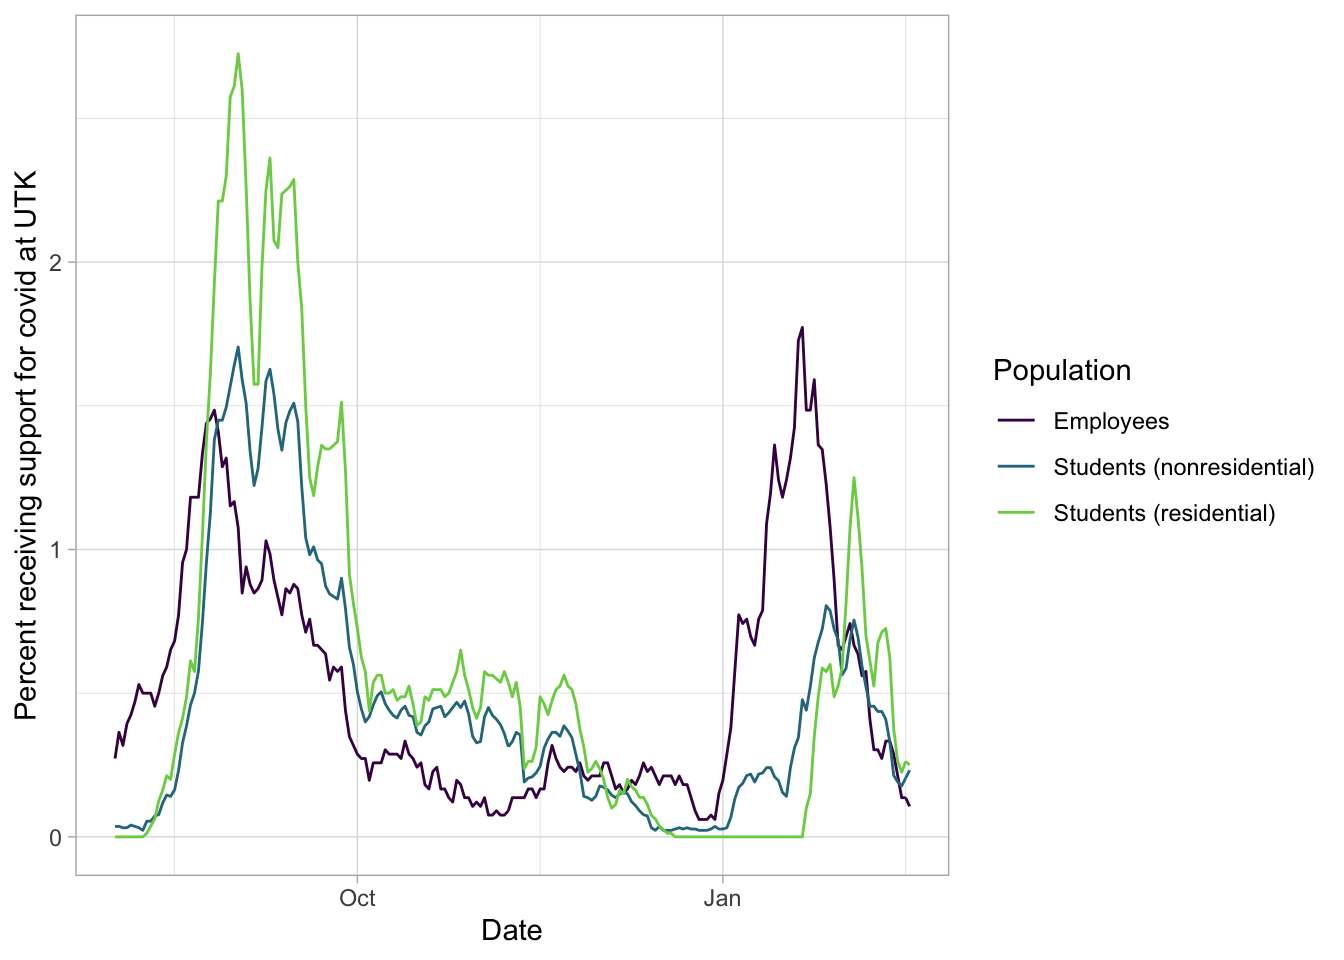 Percent receiving support for covid at UTK
2
1
0
Oct
Jan
Date
Population
Employees
Students (nonresidential)
Students (residential)